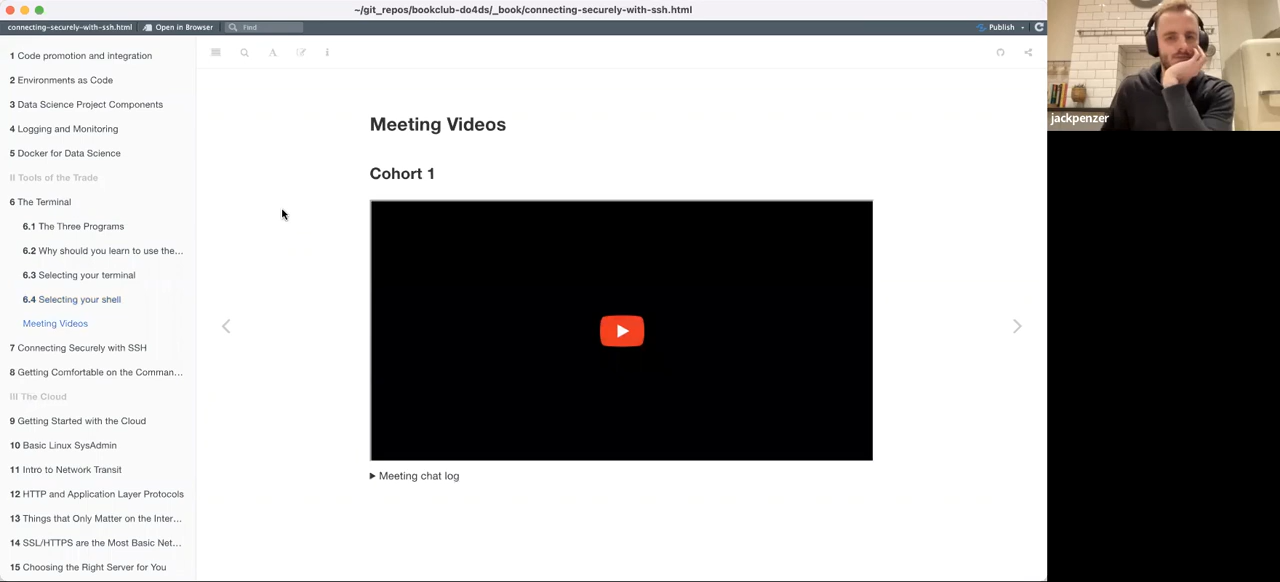 ~/git_repos/bookclub-do4ds/_book/connecting-securely-with-ssh.html
connecting-securely-with-ssh.html
Open in Browser
Find
Publish
jackpenzer
1 Code promotion and integration
2 Environments as Code
3 Data Science Project Components
4 Logging and Monitoring
5 Docker for Data Science
II Tools of the Trade
6 The Terminal
6.1 The Three Programs
6.2 Why should you learn to use the…
6.3 Selecting your terminal
6.4 Selecting your shell
Meeting Videos
7 Connecting Securely with SSH
8 Getting Comfortable on the Comman…
III The Cloud
9 Getting Started with the Cloud
10 Basic Linux SysAdmin
11 Intro to Network Transit
12 HTTP and Application Layer Protocols
13 Things that Only Matter on the Inter…
14 SSL/HTTPS are the Most Basic Net…
15 Choosing the Right Server for You
Meeting Videos
Cohort 1
Meeting chat log